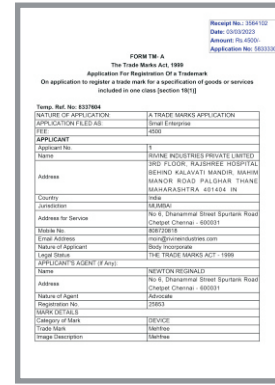 Receipt No.: 3564102
Date: 03/03/2023
Amount: Rs 4500/-
Application No: 5833330
FORM TM- A
The Trade Marks Act, 1999
Application For Registration Of a Trademark
On application to register a trade mark for a specification of goods or services
included in one class [section 18(1)]
Temp. Ref. No: 8337604
NATURE OF APPLICATION A TRADE MARKS APPLICATION
APPLICATION FILED AS Small Enterprise
FEE: 4500
APPLICANT
Applicant No. 1
Name RIVINE INDUSTRIES PRIVATE LIMITED
Address 3RD FLOOR, RAJSHREE HOSPITAL
BEHIND KALAVATI MANDIR, MAHIM
MANOR ROAD PALGHAR THANE
MAHARASHTRA 401404 IN
Country India
Jurisdiction MUMBAI
Address for Service No 6, Dhanammal Street Spurtank Road
Chetpet Chennai - 600031
Mobile No. 808720618
Email Address
Nature of Applicant Body Incorporate
Legal Status THE TRADE MARKS ACT - 1999
APPLICANT'S AGENT (If Any):
Name NEWTON REGINALD
Address No 6, Dhanammal Street Spurtank Road
Chetpet Chennai - 600031
Nature of Agent Advocate
Registration No. 25853
MARK DETAILS
Category of Mark DEVICE
Trade Mark Mehfree
Image Description Mehfree